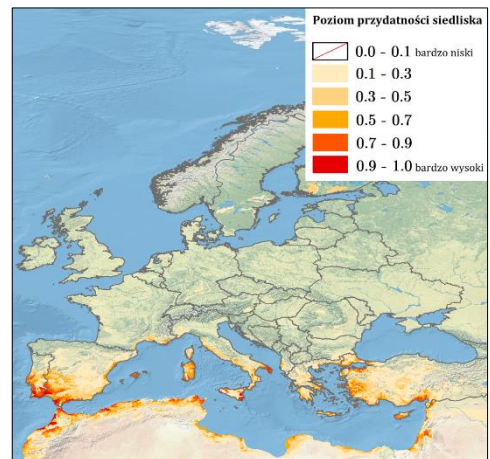 Poziom przydatności siedliska
0.0 - 0.1 bardzo niski
0.1 - 0.3
0.3 - 0.5
0.5 - 0.7
0.7 - 0.9
0.9 - 1.0 bardzo wysoki